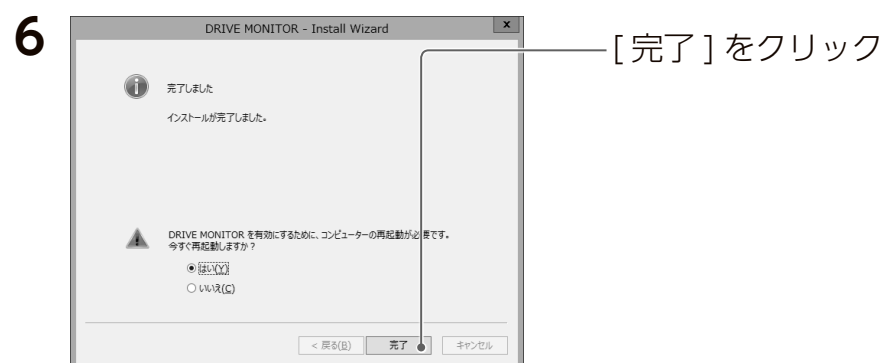 6
DRIVE MONITOR - Install Wizard
x
[完了]をクリック
完了しました
インストールが完了しました。
DRIVE MONITOR を有効にするために、コンピューターの再起動が必要です。
今すぐ再起動しますか？
はい(Y)
いいえ(C)
< 戻る(B) 完了 キャンセル